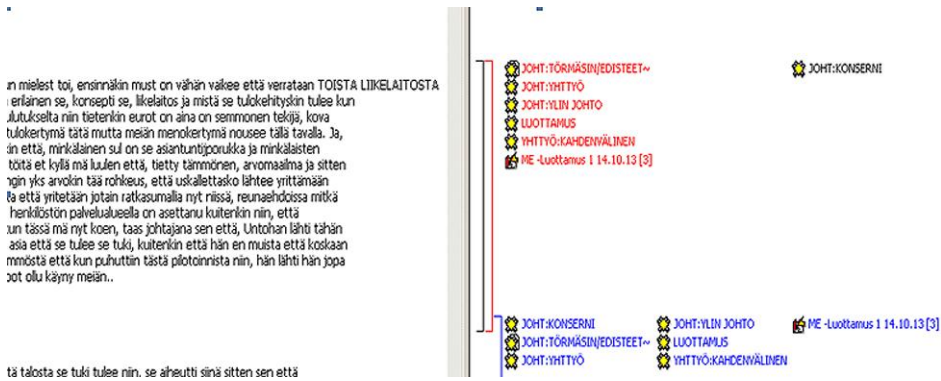 n mielest toi, ensinnäkin must on vähän vaikee että verrataan TOISTA LIIKELAITOSTA
erilainen se, konsepti se, liikelaitos ja mistä se tulokehityskin tulee kun
ulutukselta niin tietenkin eurot on aina on semmonen tekijä, kova
tulokertymä tätä mutta meiän menokertymä nousee tällä tavalla. Ja,
kin että, minkälainen sul on se asiantuntijporukka ja minkälaisten
töitä et kyllä mä luulen että, tietty tämmönen, arvomaailma ja sitten
ngin yks arvokin tää rohkeus, että uskallettasko lähtee yrittämään
la että yritetään jotain ratkasumalla nyt niissä, reunaehdoissa mitkä
henkilöstön palvelualueella on asettanu kuitenkin niin, että
kun tässä mä nyt koen, taas johtajana sen että, Untohan lähti tähän
asia että se tulee se tuki, kuitenkin että hän en muista että koskaan
mmöstä että kun puhuttiin tästä pilotoinnista niin, hän lähti hän jopa
oot ollu käyny meiän..
tä talosta se tuki tulee niin, se aiheutti siinä sitten sen että
JOHT:TÖRMÄSIN/EDISTEET~ JOHT:KONSERNI
JOHT:YHTTYÖ
JOHT:YLIN JOHTO
LUOTTAMUS
YHTTYÖ:KAHDENVÄLINEN
ME -Luottamus 1 14.10.13 [3]
JOHT:KONSERNI JOHT:YLIN JOHTO ME -Luottamus 1 14.10.13 [3]
JOHT:TÖRMÄSIN/EDISTEET~ LUOTTAMUS
JOHT:YHTTYÖ YHTTYÖ:KAHDENVÄLINEN